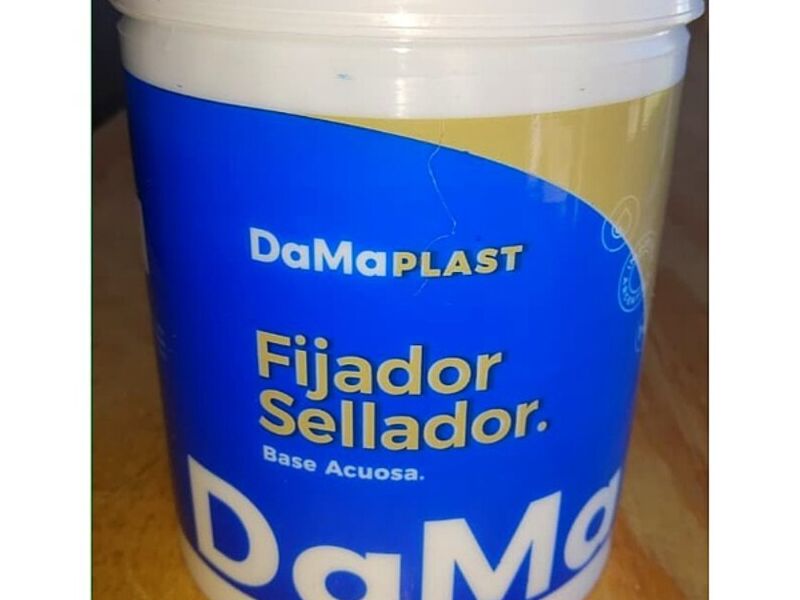 DaMaPLAST
Fijador
Sellador.
Base Acuosa.
DaMa